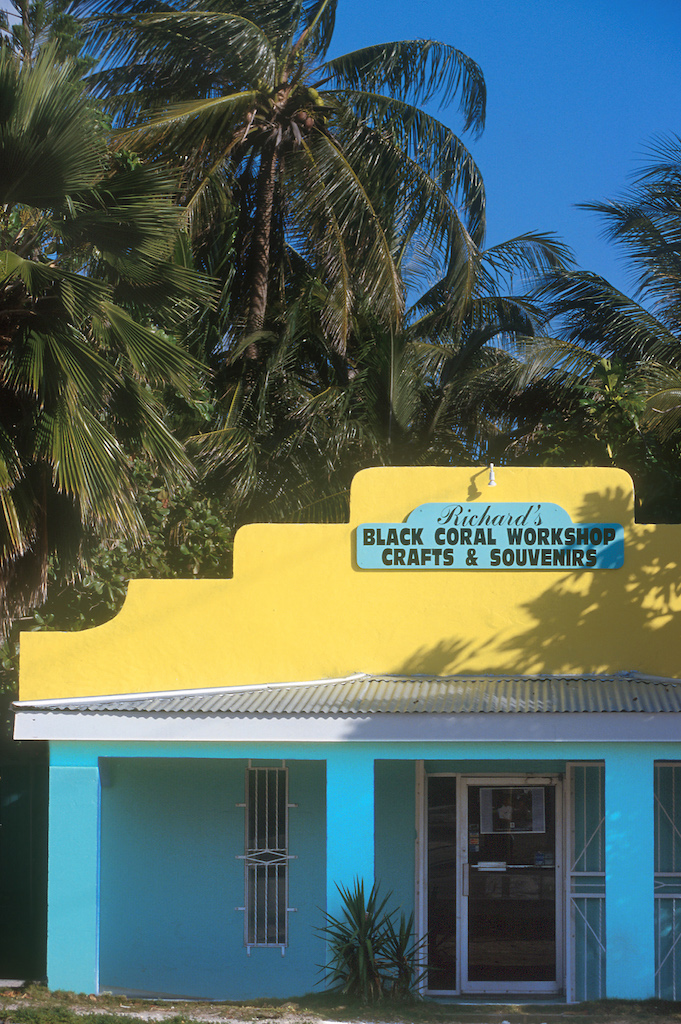 Richard's
BLACK CORAL WORKSHOP
CRAFTS & SOUVENIRS